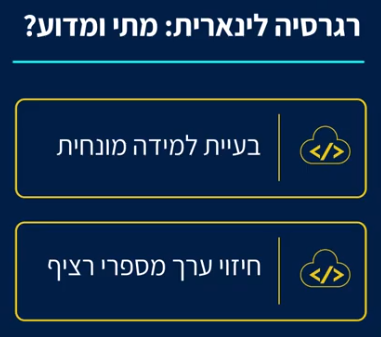 רגרסיה לינארית: מתי ומדוע?
בעיית למידה מונחית
</>
חיזוי ערך מספרי רציף
</>